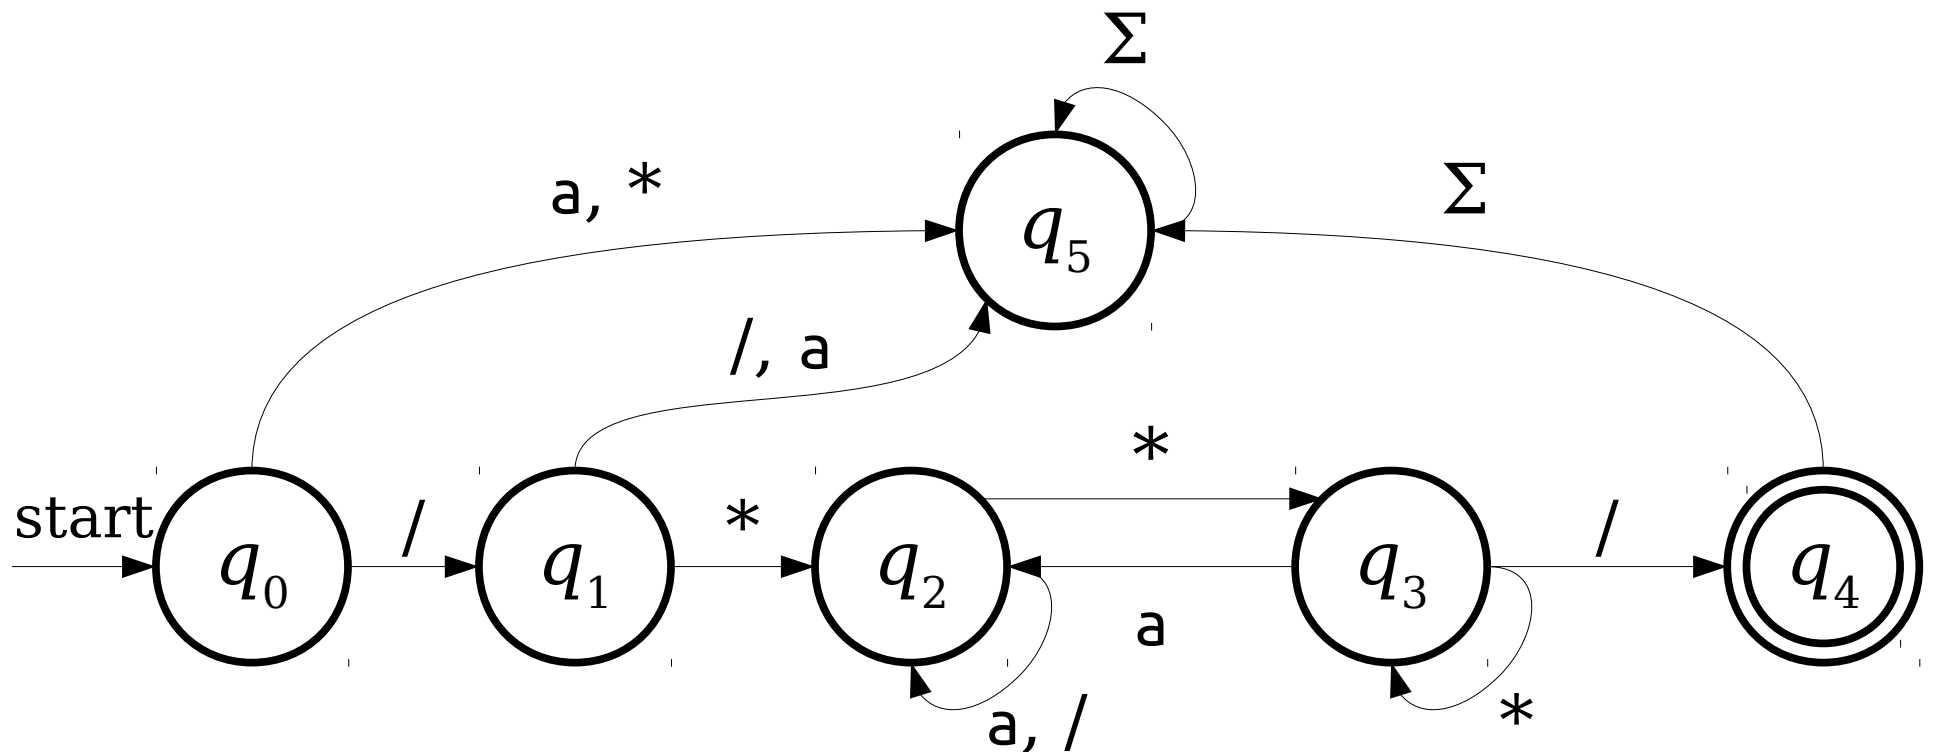 Σ
a, *
Σ
q5
/, a
*
start
/
*
/
q0
q1
q2
q3
q4
a
a, /
*